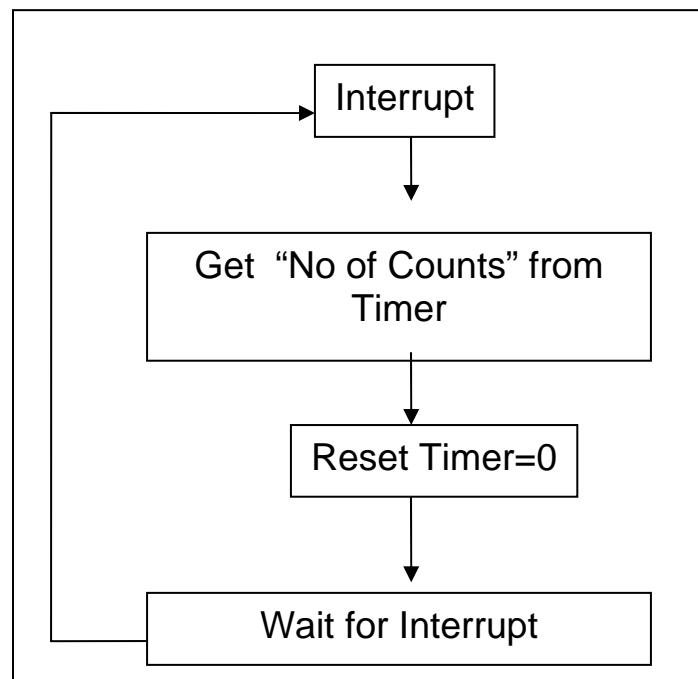 Interrupt
Get “No of Counts” from
Timer
Reset Timer=0
Wait for Interrupt